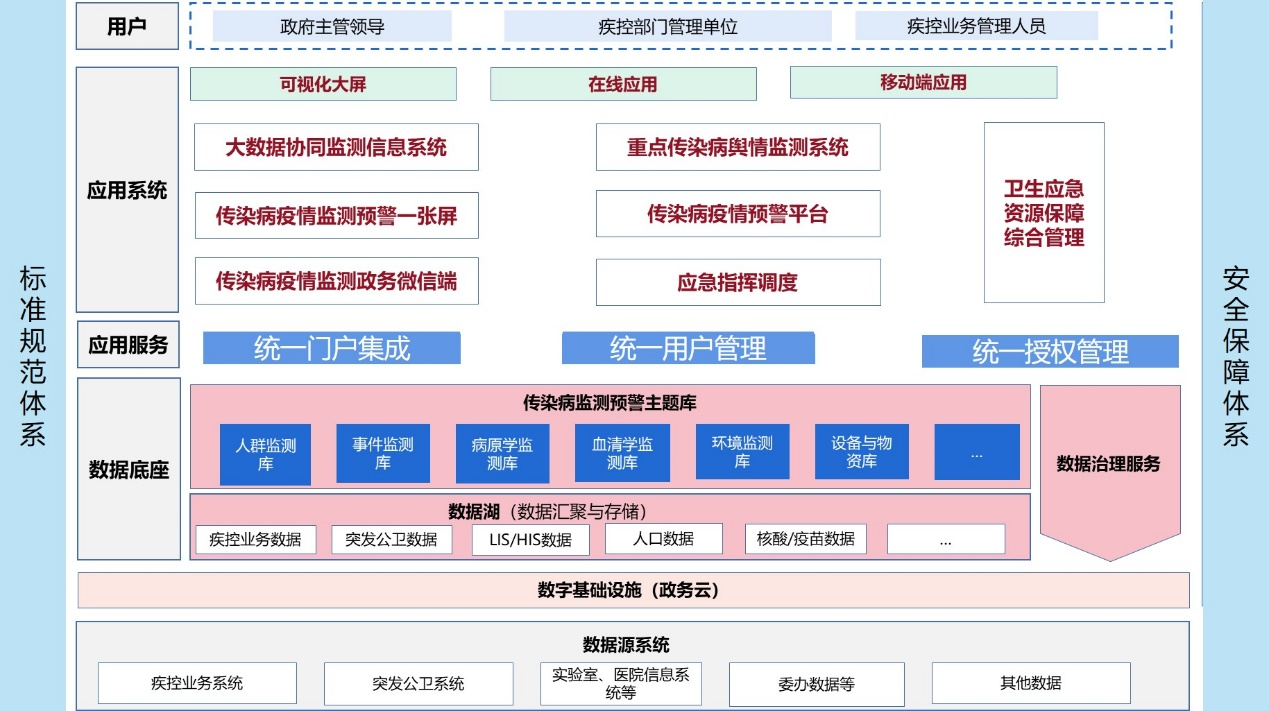 用户
政府主管领导
疾控部门管理单位
疾控业务管理人员
可视化大屏
在线应用
移动端应用
应用系统
大数据协同监测信息系统
重点传染病舆情监测系统
传染病疫情监测预警一张屏
传染病疫情预警平台
传染病疫情监测政务微信端
应急指挥调度
卫生应急
资源保障
综合管理
应用服务
统一门户集成
统一用户管理
统一授权管理
数据底座
传染病监测预警主题库
人群监测
库
事件监测
库
病原学监
测库
血清学监
测库
环境监测
库
设备与物
资库
...
数据湖（数据汇聚与存储）
疾控业务数据
突发公卫数据
LIS/HIS数据
人口数据
核酸/疫苗数据
...
数据治理服务
数字基础设施（政务云）
数据源系统
疾控业务系统
突发公卫系统
实验室、医院信息系
统等
委办数据等
其他数据
标准规范体系
安全保障体系